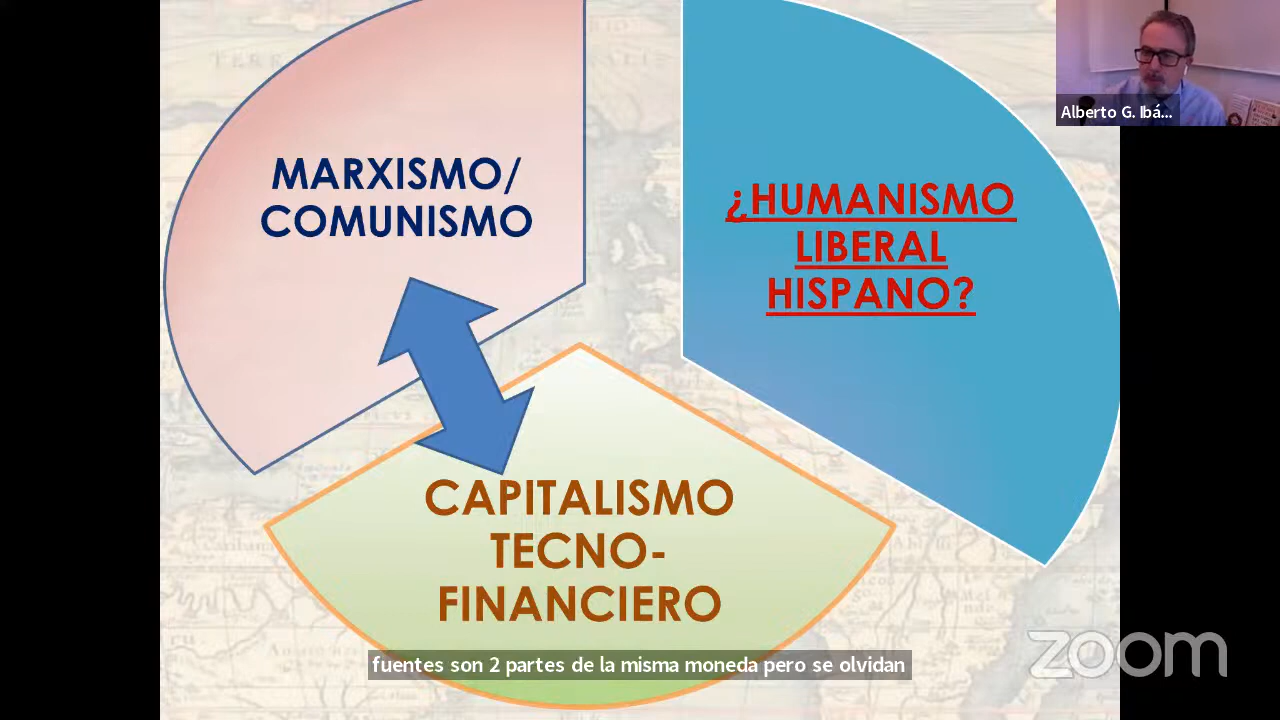 MARXISMO/
COMUNISMO
¿HUMANISMO
LIBERAL
HISPANO?
CAPITALISMO
TECNO-
FINANCIERO
Alberto G. Ibá...
fuentes son 2 partes de la misma moneda pero se olvidan
zoom